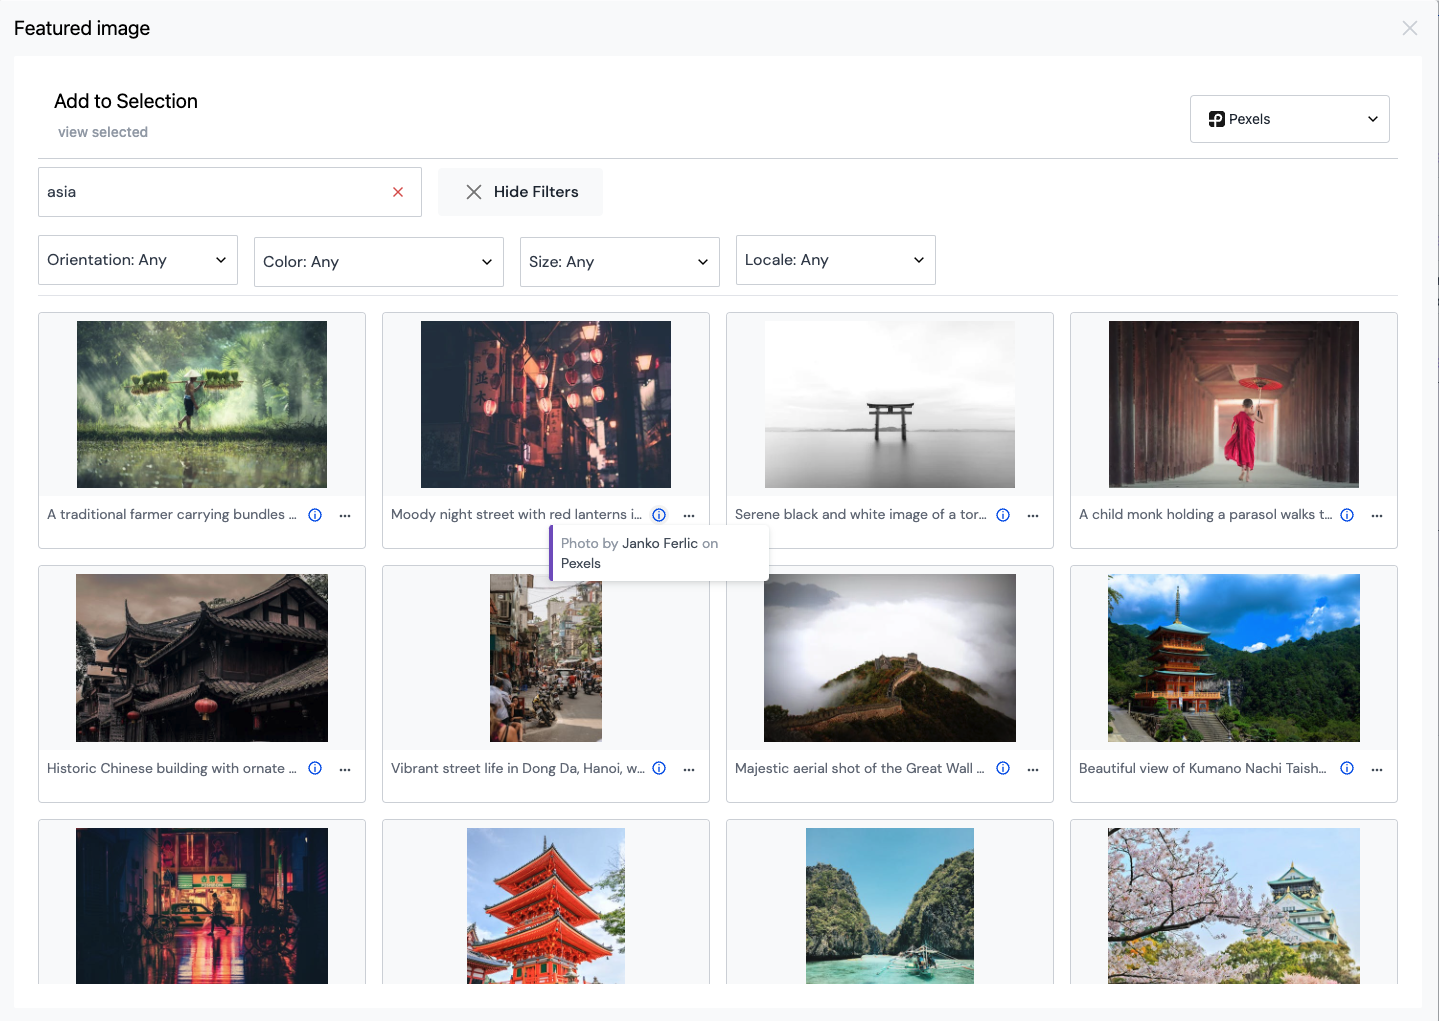 Featured image
Add to Selection
view selected
Pexels
asia
Hide Filters
Orientation: Any
Color: Any
Size: Any
Locale: Any
A traditional farmer carrying bundles ...
Moody night street with red lanterns i...
Serene black and white image of a tor...
A child monk holding a parasol walks t...
Photo by Janko Ferlic on
Pexels
Historic Chinese building with ornate ...
Vibrant street life in Dong Da, Hanoi, w...
Majestic aerial shot of the Great Wall ...
Beautiful view of Kumano Nachi Taish...